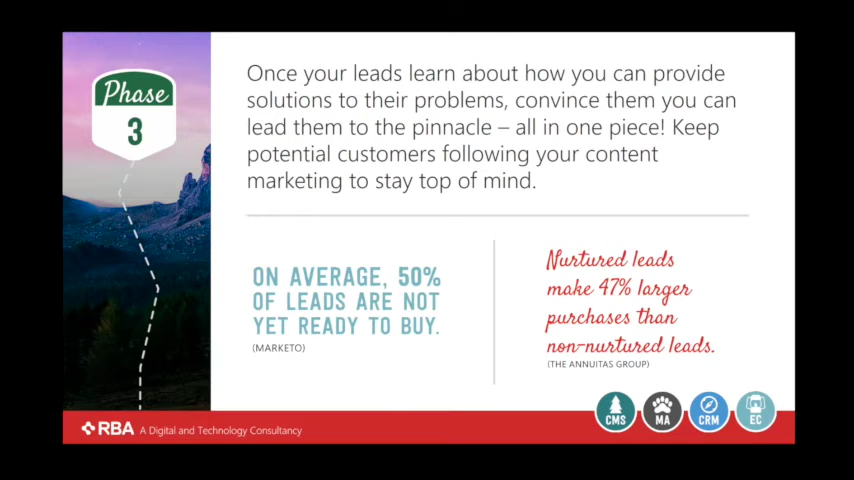 Phase
3
Once your leads learn about how you can provide
solutions to their problems, convince them you can
lead them to the pinnacle – all in one piece! Keep
potential customers following your content
marketing to stay top of mind.
ON AVERAGE, 50%
OF LEADS ARE NOT
YET READY TO BUY.
(MARKETO)
Nurtured leads
make 47% larger
purchases than
non-nurtured leads.
(THE ANNUITAS GROUP)
CMS
MA
CRM
EC
RBA A Digital and Technology Consultancy